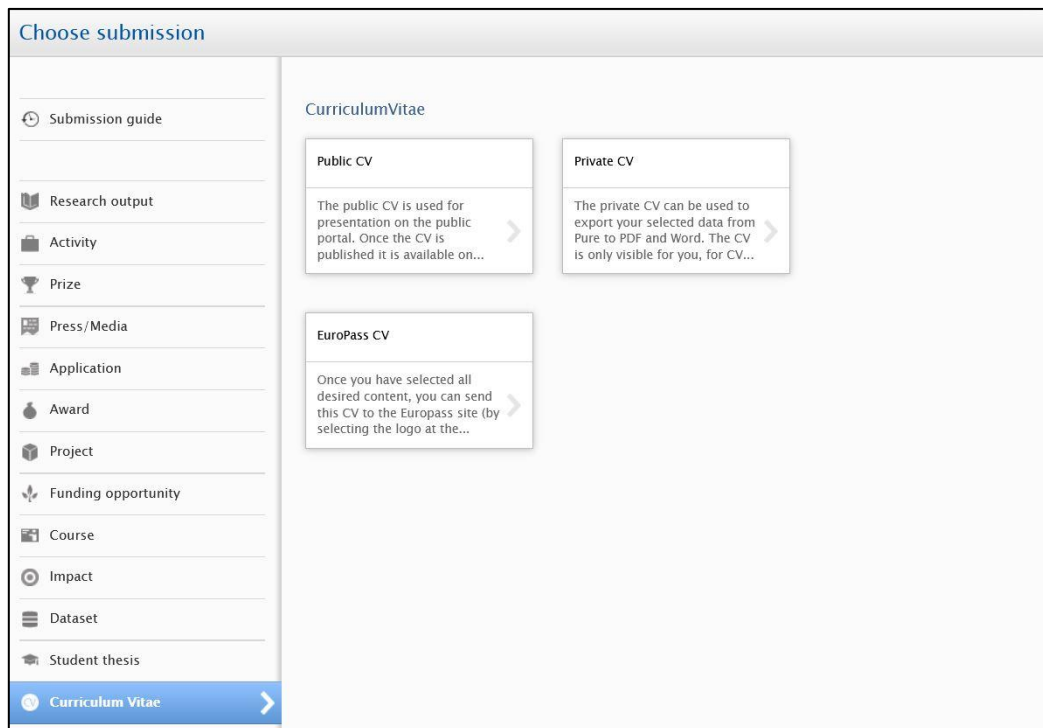 Choose submission
Submission guide
Research output
Activity
Prize
Press/Media
Application
Award
Project
Funding opportunity
Course
Impact
Dataset
Student thesis
Curriculum Vitae
CurriculumVitae
Public CV
The public CV is used for
presentation on the public
portal. Once the CV is
published it is available on...
Private CV
The private CV can be used to
export your selected data from
Pure to PDF and Word. The CV
is only visible for you, for CV...
EuroPass CV
Once you have selected all
desired content, you can send
this CV to the Europass site (by
selecting the logo at the...